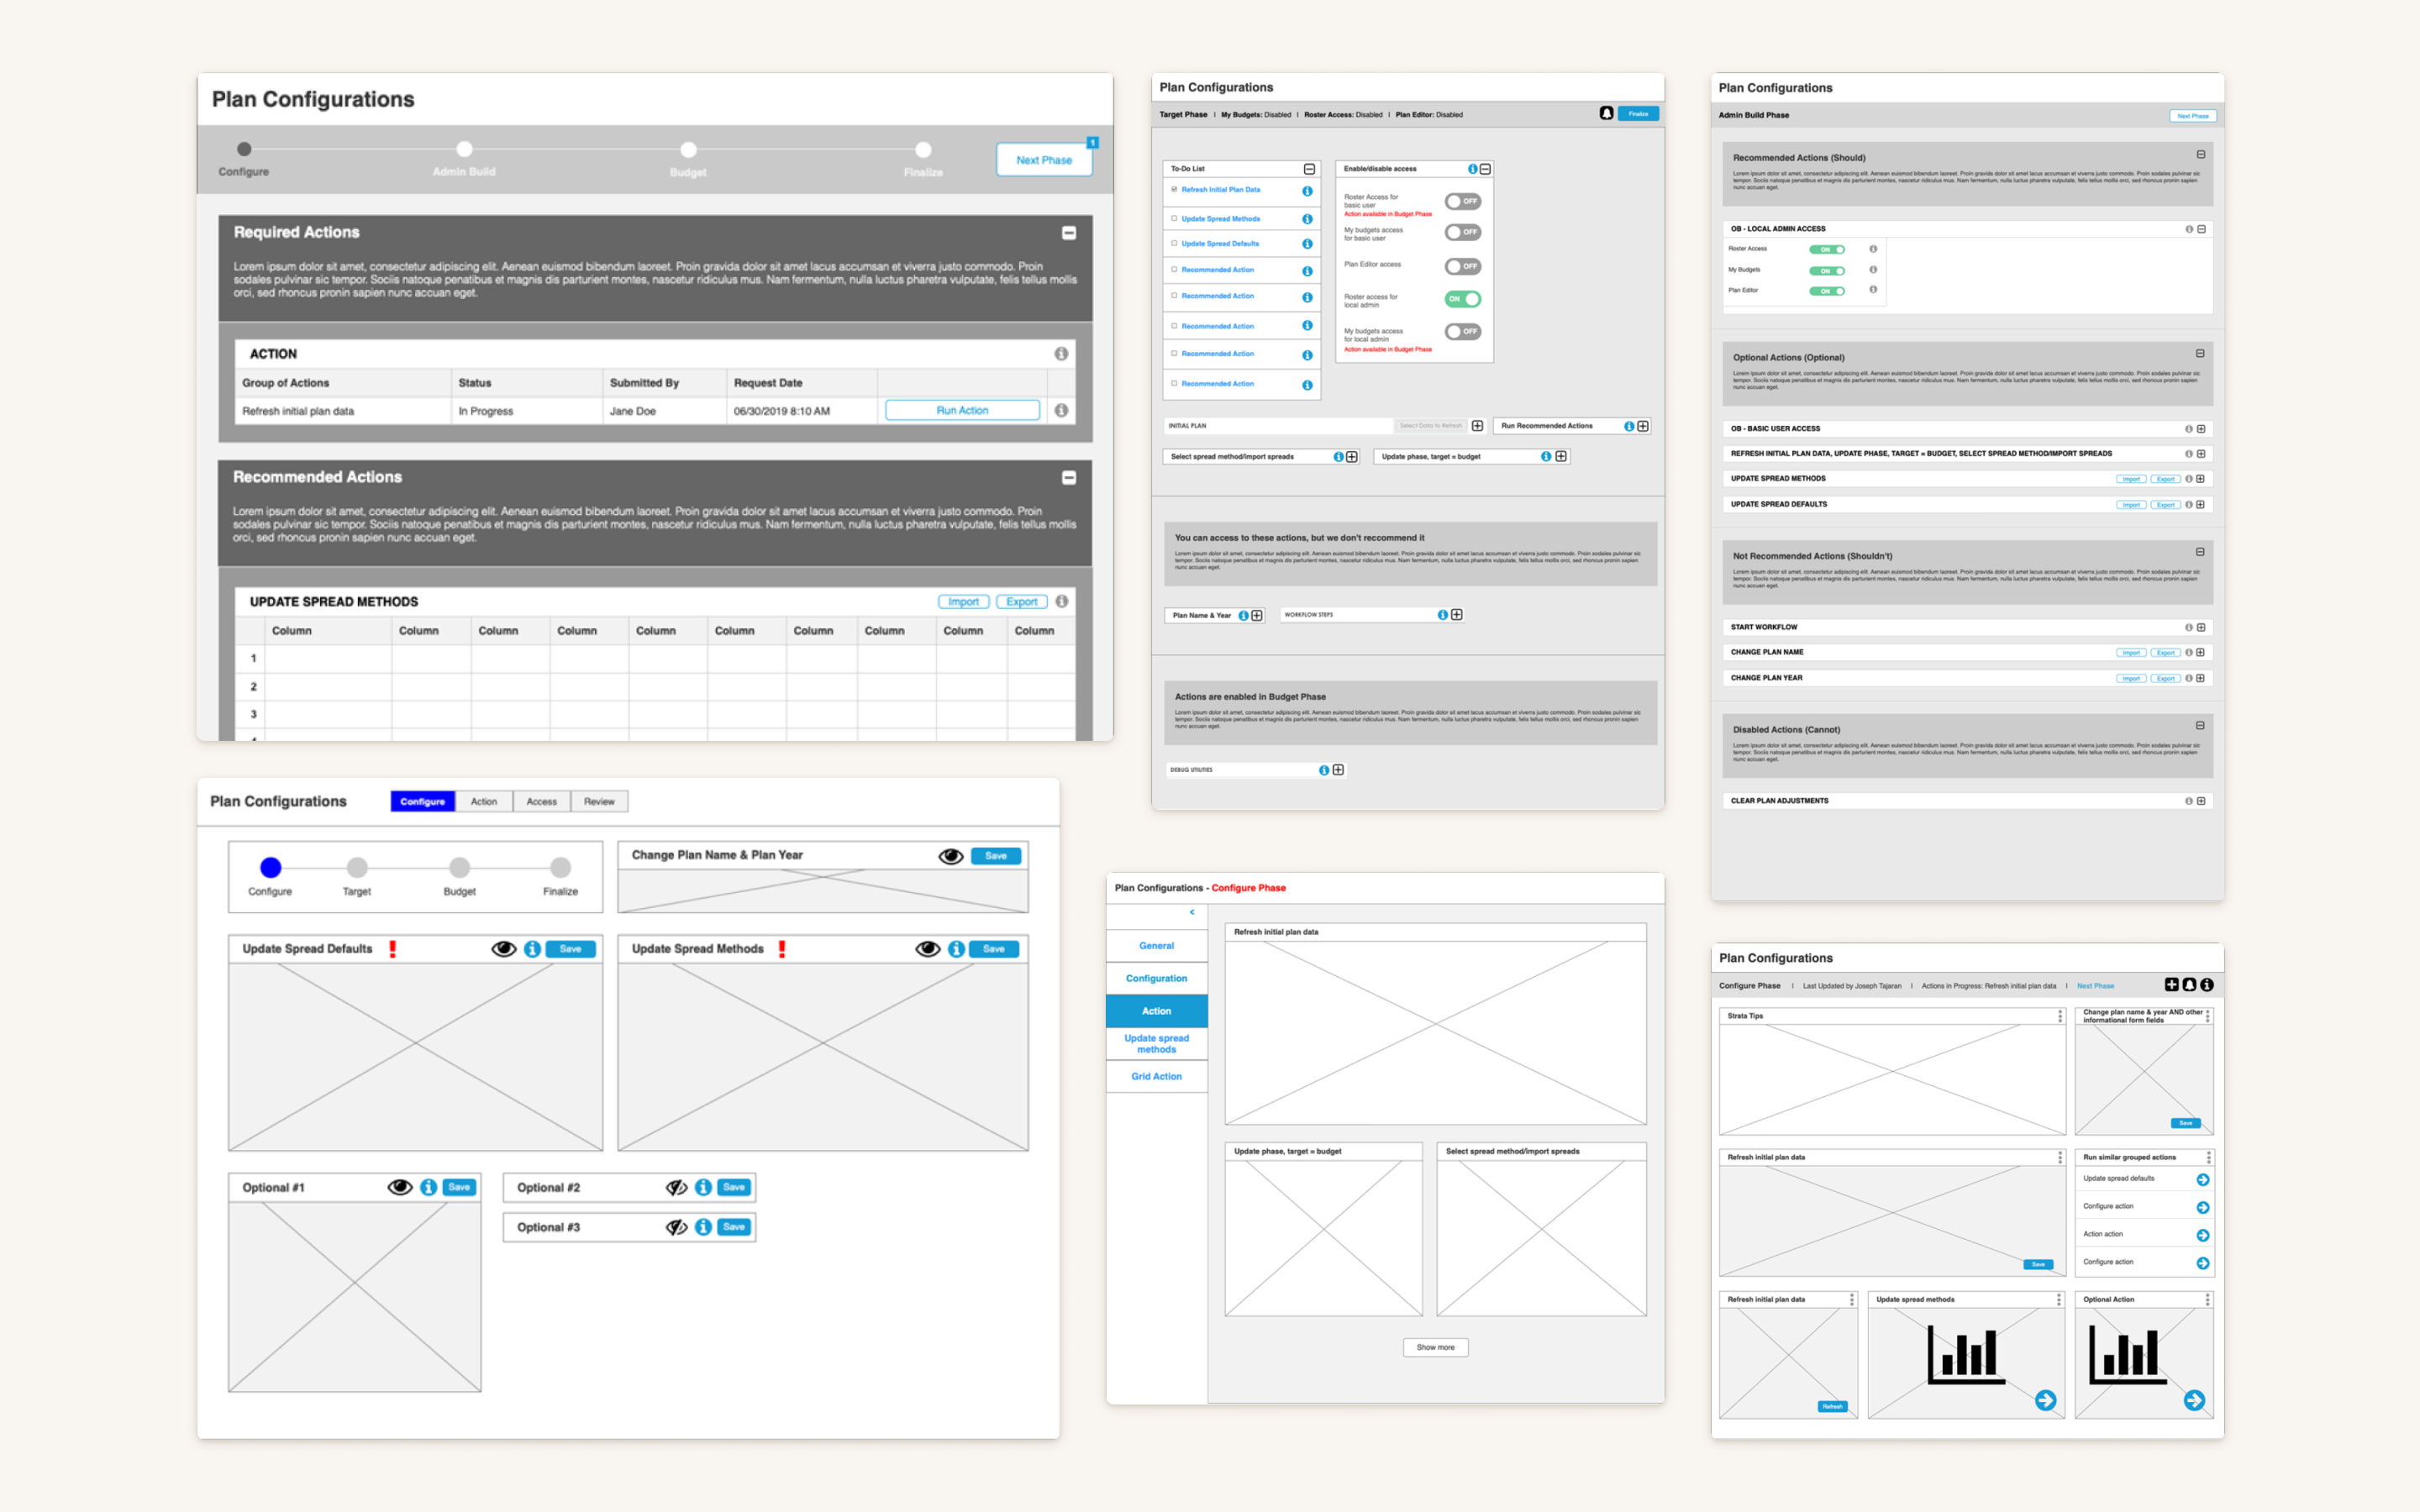 Plan Configurations
Configure
Admin Build
Budget
Finalize
Next Phase
1
Required Actions
Lorem ipsum dolor sit amet, consectetur adipiscing elit. Aenean euismod bibendum laoreet. Proin gravida dolor sit amet lacus accumsan et viverra justo commodo. Proin
sodales pulvinar sic tempor. Sociis natoque penatibus et magnis dis parturient montes, nascetur ridiculus mus. Nam fermentum, nulla luctus pharetra vulputate, felis tellus mollis
orci, sed rhoncus pronin sapien nunc accuan eget.
ACTION
Group of Actions Status Submitted By Request Date
Refresh initial plan data In Progress Jane Doe 06/30/2019 8:10 AM Run Action
Recommended Actions
Lorem ipsum dolor sit amet, consectetur adipiscing elit. Aenean euismod bibendum laoreet. Proin gravida dolor sit amet lacus accumsan et viverra justo commodo. Proin
sodales pulvinar sic tempor. Sociis natoque penatibus et magnis dis parturient montes, nascetur ridiculus mus. Nam fermentum, nulla luctus pharetra vulputate, felis tellus mollis
orci, sed rhoncus pronin sapien nunc accuan eget.
UPDATE SPREAD METHODS Import Export
Column Column Column Column Column Column Column Column Column Column
1
2
3
Plan Configurations
Target Phase | My Budgets: Disabled | Roster Access: Disabled | Plan Editor: Disabled Finalize
To-Do List
Refresh Initial Plan Data
Update Spread Methods
Update Spread Defaults
Recommended Action
Recommended Action
Recommended Action
Recommended Action
Recommended Action
Enable/disable access
Roster Access for
basic user
OFF
Action available in Budget Phase
My budgets access
for basic user
OFF
Plan Editor access
OFF
Roster access for
local admin
ON
My budgets access
for local admin
OFF
Action available in Budget Phase
INITIAL PLAN Select Data to Refresh Run Recommended Actions
Select spread method/import spreads Update phase, target = budget
You can access to these actions, but we don't reccommend it
Lorem ipsum dolor sit amet, consectetur adipiscing elit. Aenean euismod bibendum laoreet. Proin gravida dolor sit amet lacus accumsan et viverra justo commodo. Proin sodales pulvinar sic
tempor. Sociis natoque penatibus et magnis dis parturient montes, nascetur ridiculus mus. Nam fermentum, nulla luctus pharetra vulputate, felis tellus mollis orci, sed rhoncus pronin sapien
nunc accuan eget.
Plan Name & Year WORKFLOW STEPS
Actions are enabled in Budget Phase
Lorem ipsum dolor sit amet, consectetur adipiscing elit. Aenean euismod bibendum laoreet. Proin gravida dolor sit amet lacus accumsan et viverra justo commodo. Proin sodales pulvinar sic
tempor. Sociis natoque penatibus et magnis dis parturient montes, nascetur ridiculus mus. Nam fermentum, nulla luctus pharetra vulputate, felis tellus mollis orci, sed rhoncus pronin sapien
nunc accuan eget.
DEBUG UTILITIES
Plan Configurations
Admin Build Phase Next Phase
Recommended Actions (Should)
Lorem ipsum dolor sit amet, consectetur adipiscing elit. Aenean euismod bibendum laoreet. Proin gravida dolor sit amet lacus accumsan et viverra justo commodo. Proin sodales pulvinar sic
tempor. Sociis natoque penatibus et magnis dis parturient montes, nascetur ridiculus mus. Nam fermentum, nulla luctus pharetra vulputate, felis tellus mollis orci, sed rhoncus pronin sapien
nunc accuan eget.
OB - LOCAL ADMIN ACCESS
Roster Access ON
My Budgets ON
Plan Editor ON
Optional Actions (Optional)
Lorem ipsum dolor sit amet, consectetur adipiscing elit. Aenean euismod bibendum laoreet. Proin gravida dolor sit amet lacus accumsan et viverra justo commodo. Proin sodales pulvinar sic
tempor. Sociis natoque penatibus et magnis dis parturient montes, nascetur ridiculus mus. Nam fermentum, nulla luctus pharetra vulputate, felis tellus mollis orci, sed rhoncus pronin sapien
nunc accuan eget.
OB - BASIC USER ACCESS
REFRESH INITIAL PLAN DATA, UPDATE PHASE, TARGET = BUDGET, SELECT SPREAD METHOD/IMPORT SPREADS
UPDATE SPREAD METHODS Import Export
UPDATE SPREAD DEFAULTS Import Export
Not Recommended Actions (Shouldn't)
Lorem ipsum dolor sit amet, consectetur adipiscing elit. Aenean euismod bibendum laoreet. Proin gravida dolor sit amet lacus accumsan et viverra justo commodo. Proin sodales pulvinar sic
tempor. Sociis natoque penatibus et magnis dis parturient montes, nascetur ridiculus mus. Nam fermentum, nulla luctus pharetra vulputate, felis tellus mollis orci, sed rhoncus pronin sapien
nunc accuan eget.
START WORKFLOW
CHANGE PLAN NAME Import Export
CHANGE PLAN YEAR Import Export
Disabled Actions (Cannot)
Lorem ipsum dolor sit amet, consectetur adipiscing elit. Aenean euismod bibendum laoreet. Proin gravida dolor sit amet lacus accumsan et viverra justo commodo. Proin sodales pulvinar sic
tempor. Sociis natoque penatibus et magnis dis parturient montes, nascetur ridiculus mus. Nam fermentum, nulla luctus pharetra vulputate, felis tellus mollis orci, sed rhoncus pronin sapien
nunc accuan eget.
CLEAR PLAN ADJUSTMENTS
Plan Configurations Configure Action Access Review
Configure Target Budget Finalize
Change Plan Name & Plan Year Save
Update Spread Defaults ! Save
Update Spread Methods ! Save
Optional #1 Save
Optional #2 Save
Optional #3 Save
Plan Configurations - Configure Phase
<
General
Configuration
Action
Update spread
methods
Grid Action
Refresh initial plan data
Update phase, target = budget
Select spread method/import spreads
Show more
Plan Configurations
Configure Phase | Last Updated by Joseph Tajaran | Actions in Progress: Refresh initial plan data | Next Phase
Strata Tips
Change plan name & year AND other
informational form fields
Save
Refresh initial plan data
Save
Run similar grouped actions
Update spread defaults
Configure action
Action action
Configure action
Refresh initial plan data
Refresh
Update spread methods
Optional Action